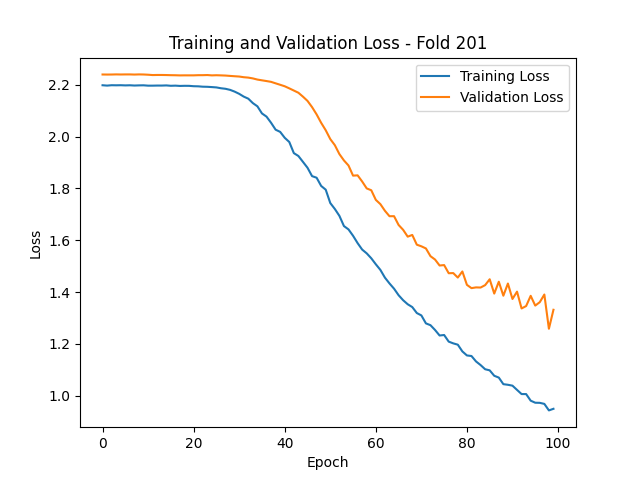 Training and Validation Loss - Fold 201
Training Loss
Validation Loss
2.2
2.0
1.8
1.6
1.4
1.2
1.0
Loss
0 20 40 60 80 100
Epoch